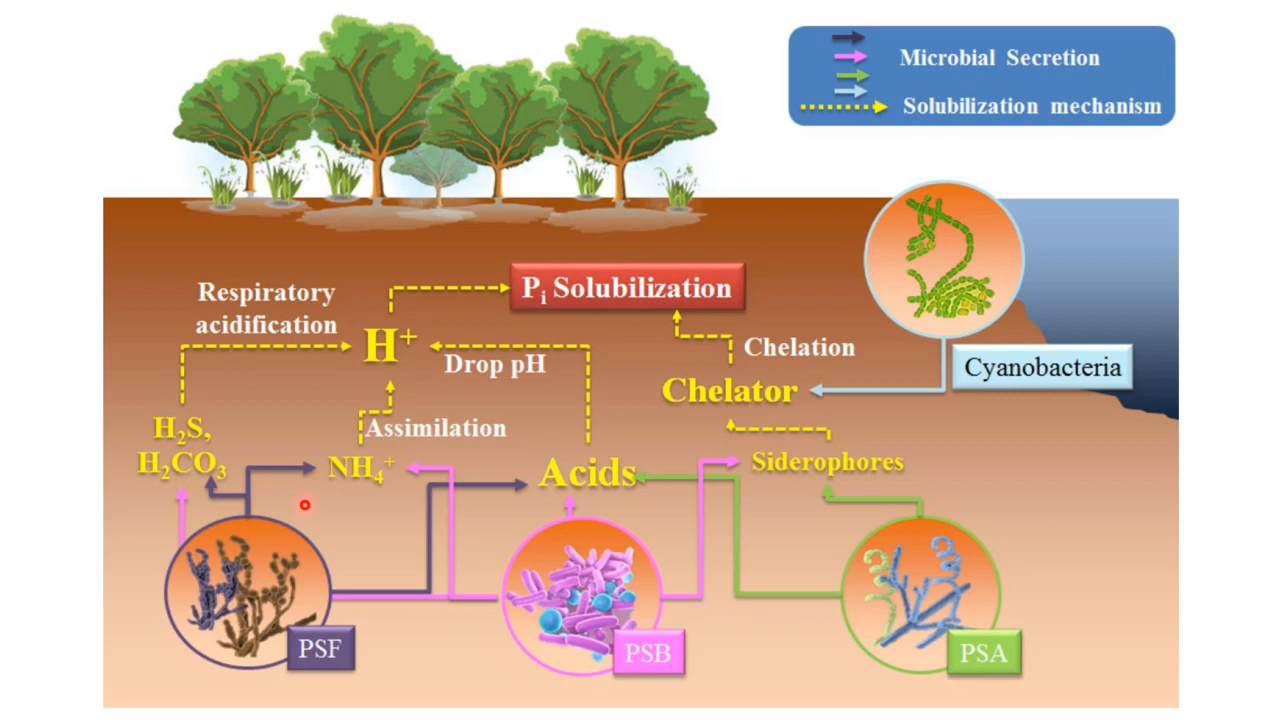 Microbial Secretion
Solubilization mechanism
Respiratory
acidification
H⁺
Pᵢ Solubilization
Drop pH
Chelation
Chelator
Cyanobacteria
H₂S,
H₂CO₃
Assimilation
NH₄⁺
Acids
Siderophores
PSF
PSB
PSA